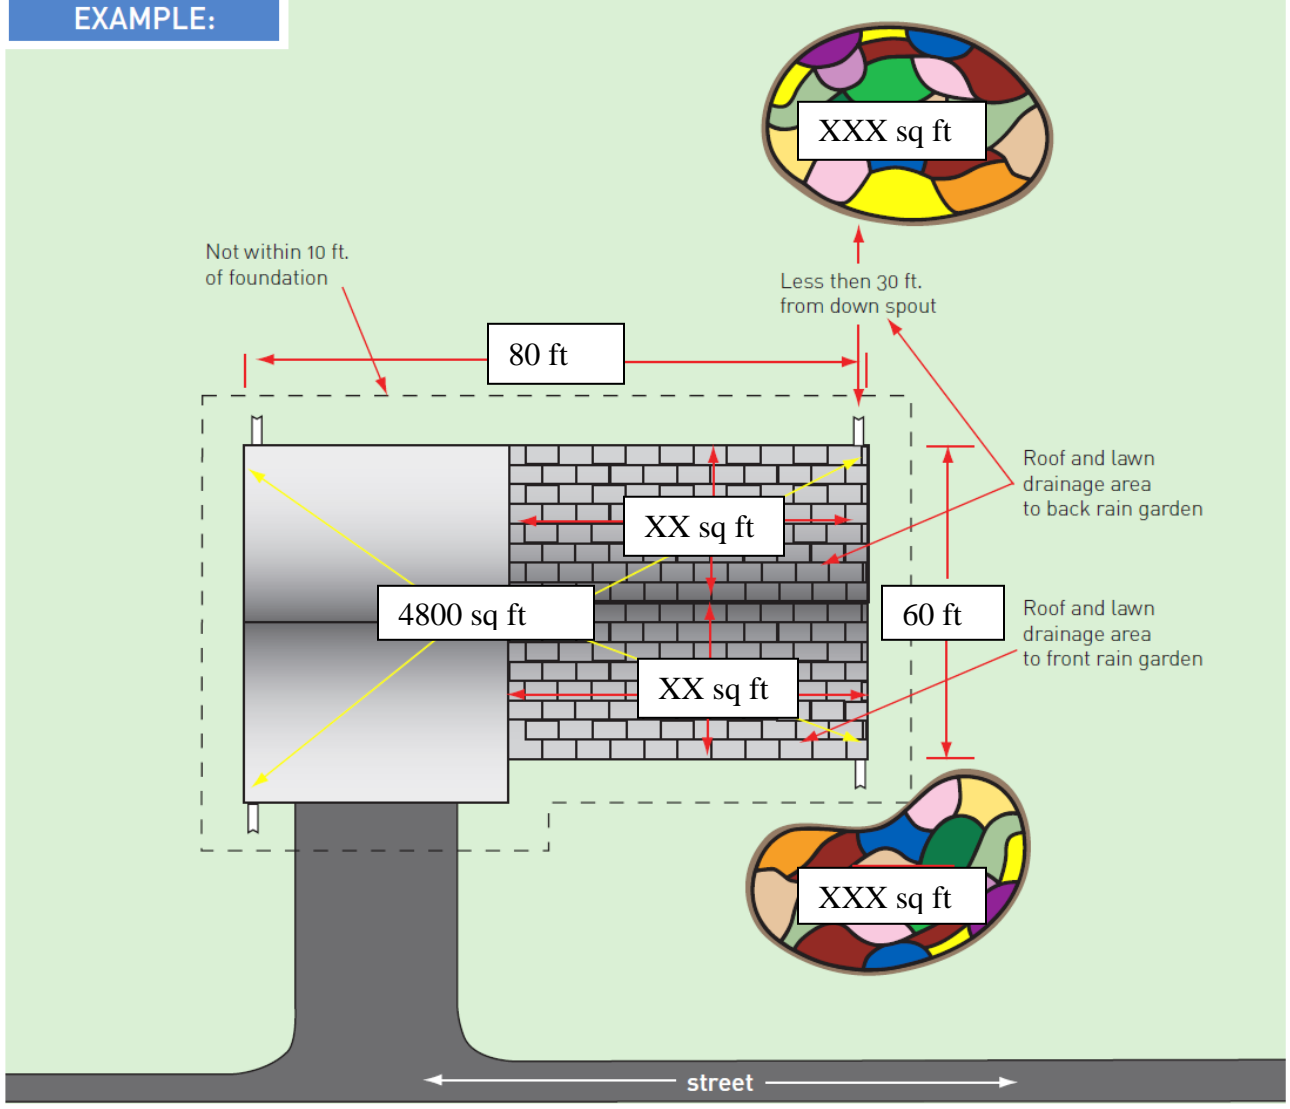 EXAMPLE:
XXX sq ft
Not within 10 ft.
of foundation
Less then 30 ft.
from down spout
80 ft
Roof and lawn
drainage area
to back rain garden
XX sq ft
4800 sq ft
60 ft
Roof and lawn
drainage area
to front rain garden
XX sq ft
XXX sq ft
street